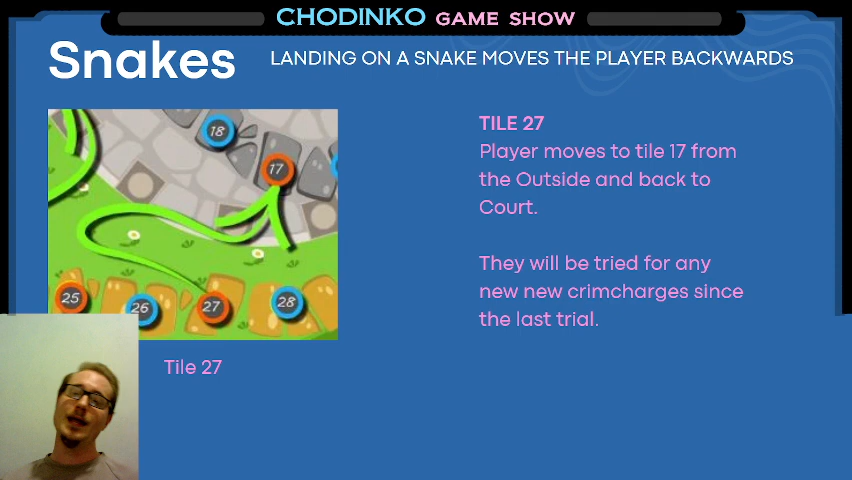 CHODINKO GAME SHOW
Snakes
LANDING ON A SNAKE MOVES THE PLAYER BACKWARDS
18
17
25
26
27
28
Tile 27
TILE 27
Player moves to tile 17 from
the Outside and back to
Court.
They will be tried for any
new new crimcharges since
the last trial.